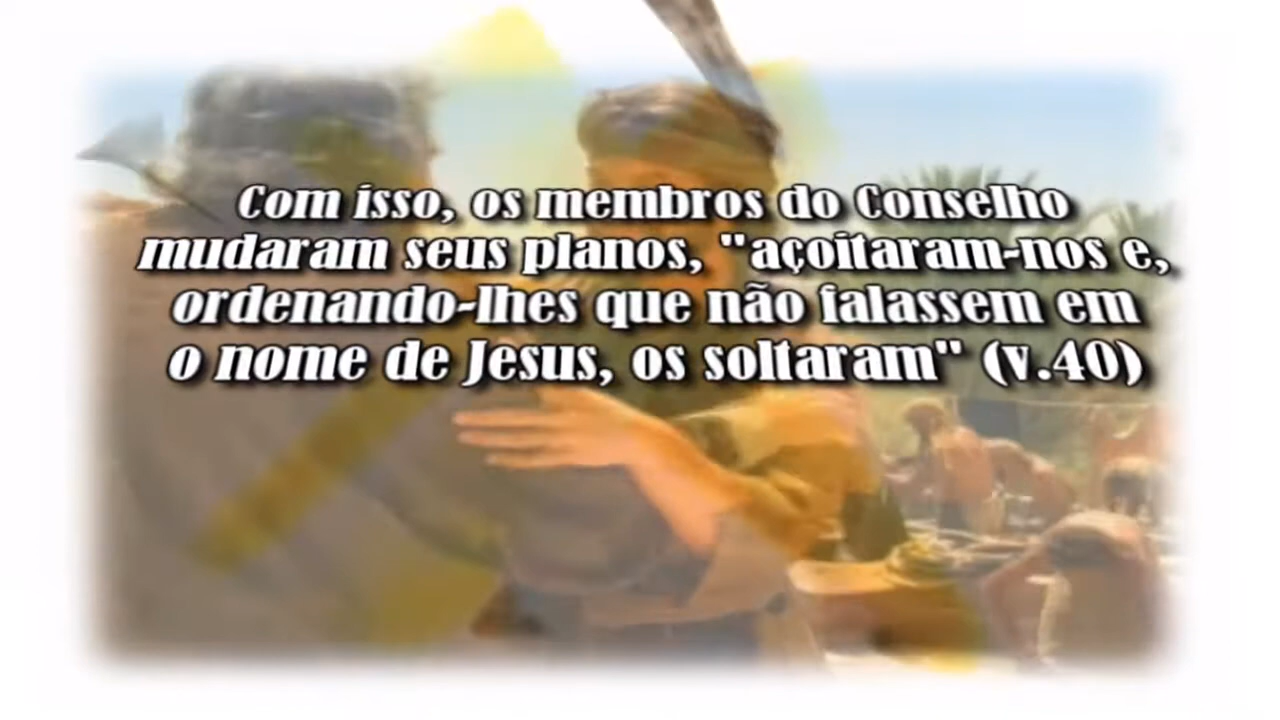 Com isso, os membros do Conselho
mudaram seus planos, "açoitaram-nos e,
ordenando-lhes que não falassem em
o nome de Jesus, os soltaram" (v.40)